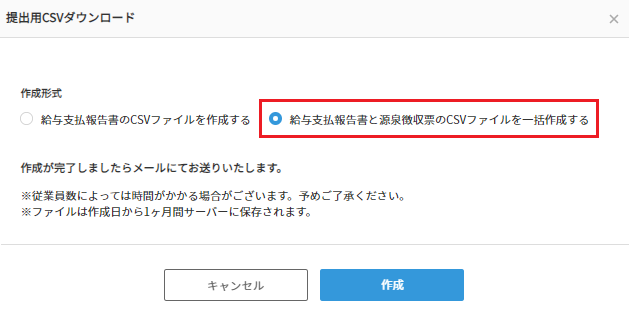 提出用CSVダウンロード
×
作成形式
給与支払報告書のCSVファイルを作成する
給与支払報告書と源泉徴収票のCSVファイルを一括作成する
作成が完了しましたらメールにてお送りいたします。
※従業員数によっては時間がかかる場合がございます。予めご了承ください。
※ファイルは作成日から1ヶ月間サーバーに保存されます。
キャンセル
作成